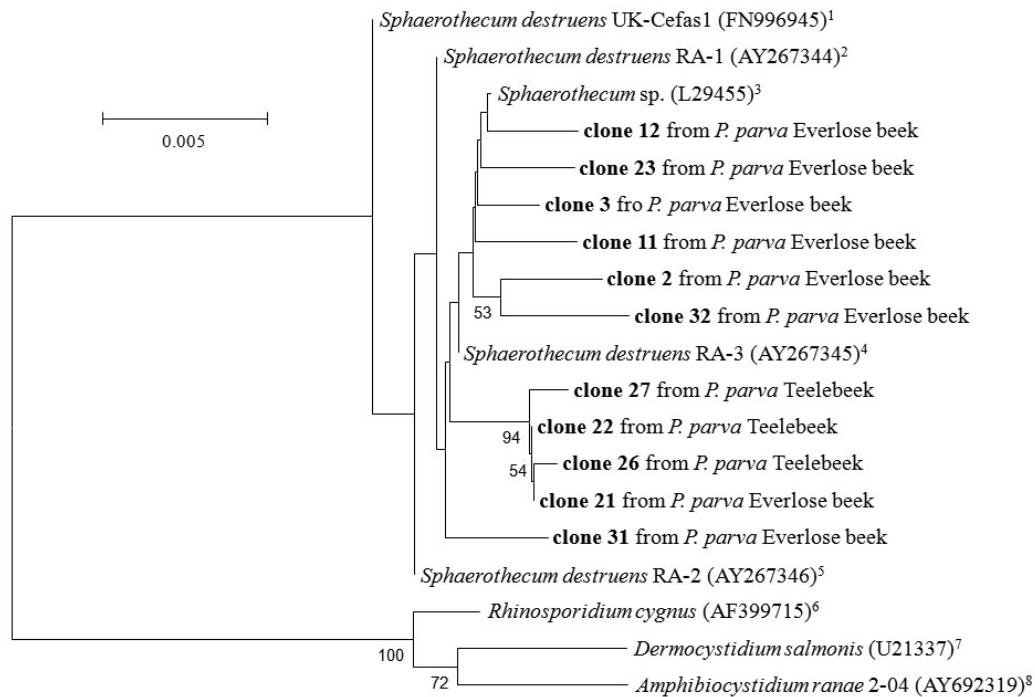 Sphaerothecum destruens UK-Cefas1 (FN996945)¹
Sphaerothecum destruens RA-1 (AY267344)²
Sphaerothecum sp. (L29455)³
0.005
clone 12 from P. parva Everlose beek
clone 23 from P. parva Everlose beek
clone 3 fro P. parva Everlose beek
clone 11 from P. parva Everlose beek
clone 2 from P. parva Everlose beek
53
clone 32 from P. parva Everlose beek
Sphaerothecum destruens RA-3 (AY267345)⁴
clone 27 from P. parva Teelebeek
clone 22 from P. parva Teelebeek
94
clone 26 from P. parva Teelebeek
54
clone 21 from P. parva Everlose beek
clone 31 from P. parva Everlose beek
Sphaerothecum destruens RA-2 (AY267346)⁵
Rhinosporidium cygnus (AF399715)⁶
100
Dermocystidium salmonis (U21337)⁷
72
Amphibiocystidium ranae 2-04 (AY692319)⁸